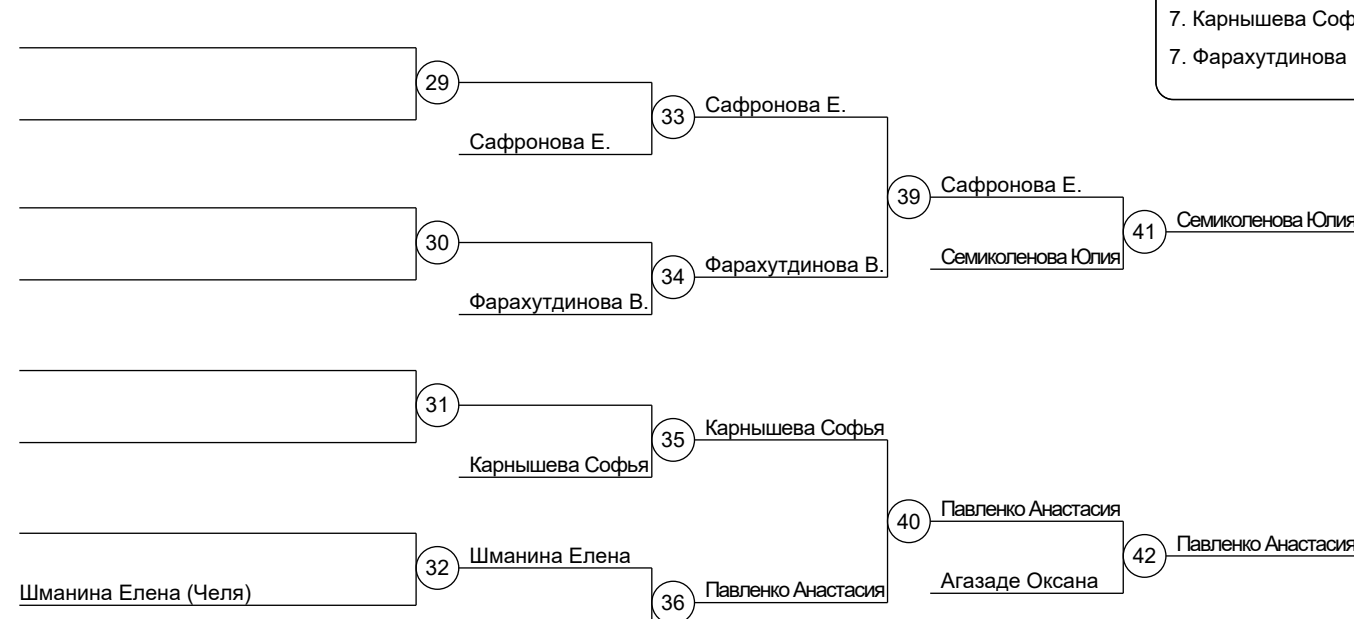 7. Карнышева Соф
7. Фарахутдинова
29
33
Сафронова Е.
Сафронова Е.
39
Сафронова Е.
30
41
Семиколенова Юлия
34
Фарахутдинова В.
Семиколенова Юлия
Фарахутдинова В.
31
35
Карнышева Софья
Карнышева Софья
40
Павленко Анастасия
32
Шманина Елена
42
Павленко Анастасия
Шманина Елена (Челя)
36
Павленко Анастасия
Агазаде Оксана